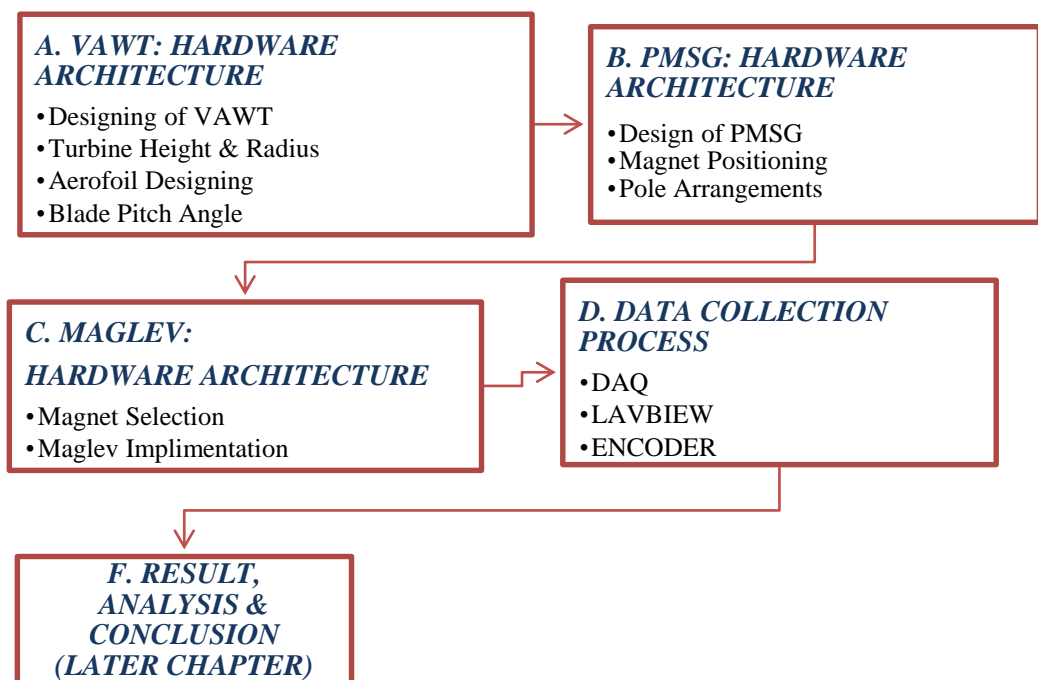 A. VAWT: HARDWARE
ARCHITECTURE
•Designing of VAWT
•Turbine Height & Radius
•Aerofoil Designing
•Blade Pitch Angle
B. PMSG: HARDWARE
ARCHITECTURE
•Design of PMSG
•Magnet Positioning
•Pole Arrangements
C. MAGLEV:
HARDWARE ARCHITECTURE
•Magnet Selection
•Maglev Implimentation
D. DATA COLLECTION
PROCESS
•DAQ
•LAVBIEW
•ENCODER
F. RESULT,
ANALYSIS &
CONCLUSION
(LATER CHAPTER)